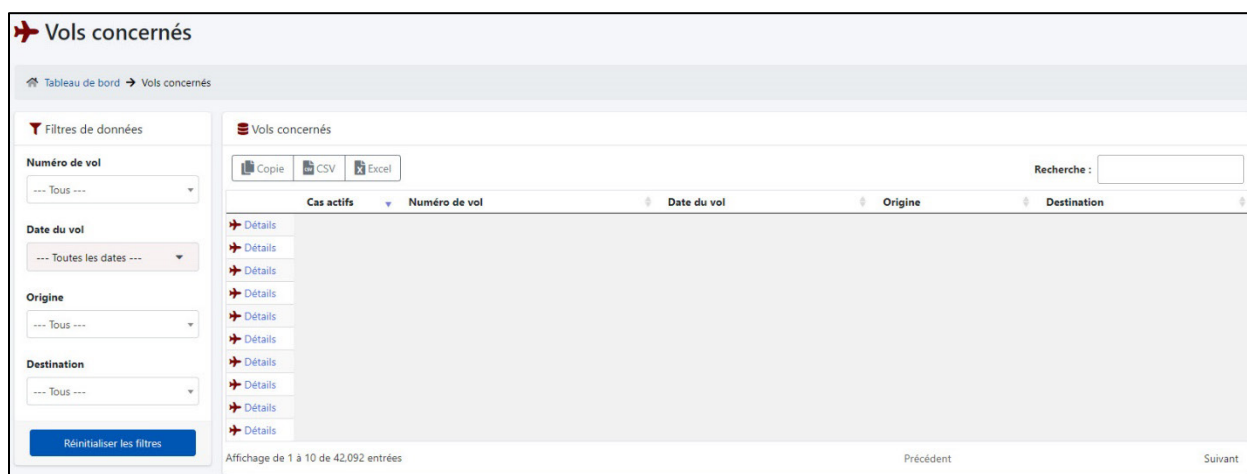 Vols concernés
Tableau de bord → Vols concernés
Filtres de données
Numéro de vol
--- Tous ---
Date du vol
--- Toutes les dates ---
Origine
--- Tous ---
Destination
--- Tous ---
Réinitialiser les filtres
Vols concernés
Copie CSV Excel
Recherche :
Cas actifs Numéro de vol Date du vol Origine Destination
Détails
Détails
Détails
Détails
Détails
Détails
Détails
Détails
Détails
Détails
Affichage de 1 à 10 de 42,092 entrées
Précédent Suivant